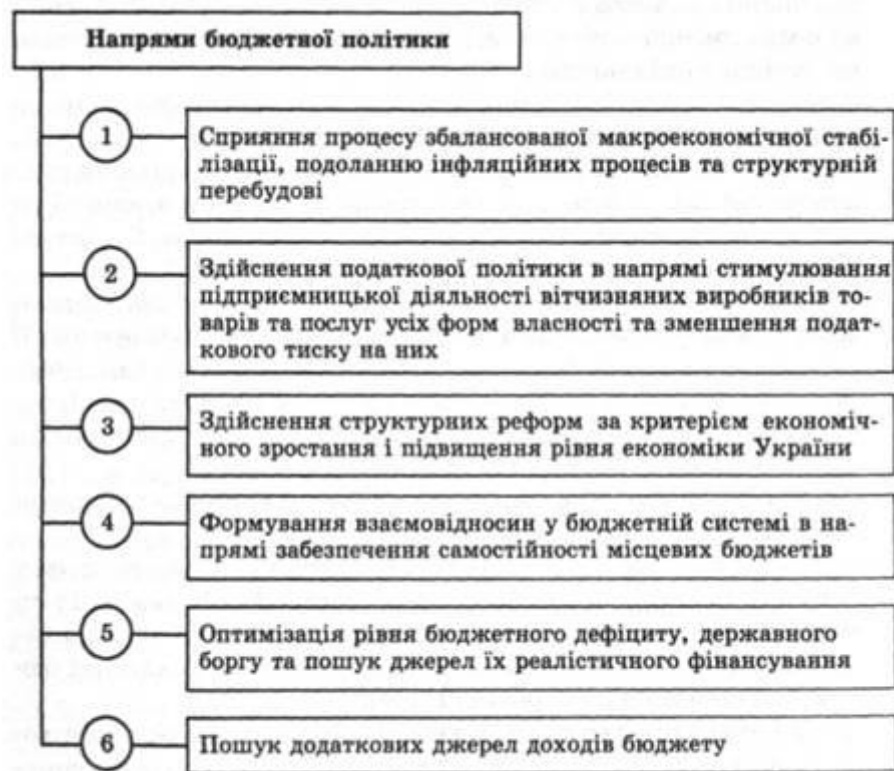 Напрями бюджетної політики
1
Сприяння процесу збалансованої макроекономічної стабі-
лізації, подоланню інфляційних процесів та структурній
перебудові
2
Здійснення податкової політики в напрямі стимулювання
підприємницької діяльності вітчизняних виробників то-
варів та послуг усіх форм власності та зменшення подат-
кового тиску на них
3
Здійснення структурних реформ за критерієм економіч-
ного зростання і підвищення рівня економіки України
4
Формування взаємовідносин у бюджетній системі в на-
прямі забезпечення самостійності місцевих бюджетів
5
Оптимізація рівня бюджетного дефіциту, державного
боргу та пошук джерел їх реалістичного фінансування
6
Пошук додаткових джерел доходів бюджету